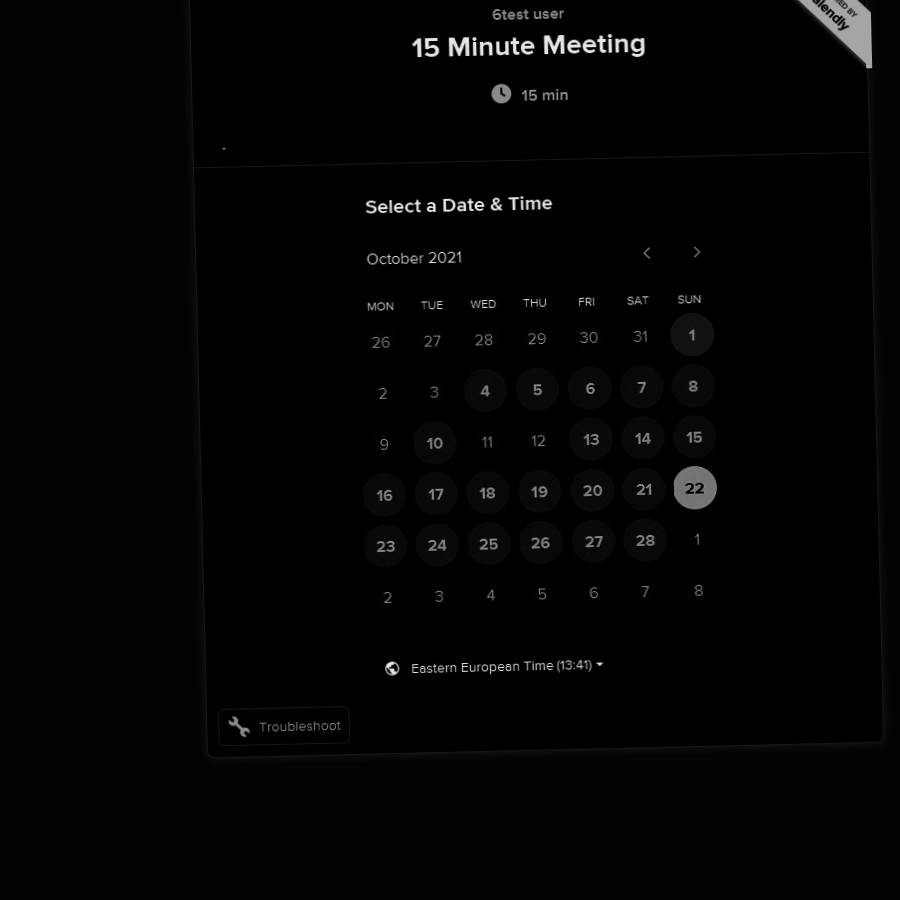 6test user
15 Minute Meeting
15 min
Select a Date & Time
October 2021
MON TUE WED THU FRI SAT SUN
26 27 28 29 30 31 1
2 3 4 5 6 7 8
9 10 11 12 13 14 15
16 17 18 19 20 21 22
23 24 25 26 27 28 1
2 3 4 5 6 7 8
Eastern European Time (13:41)
Troubleshoot